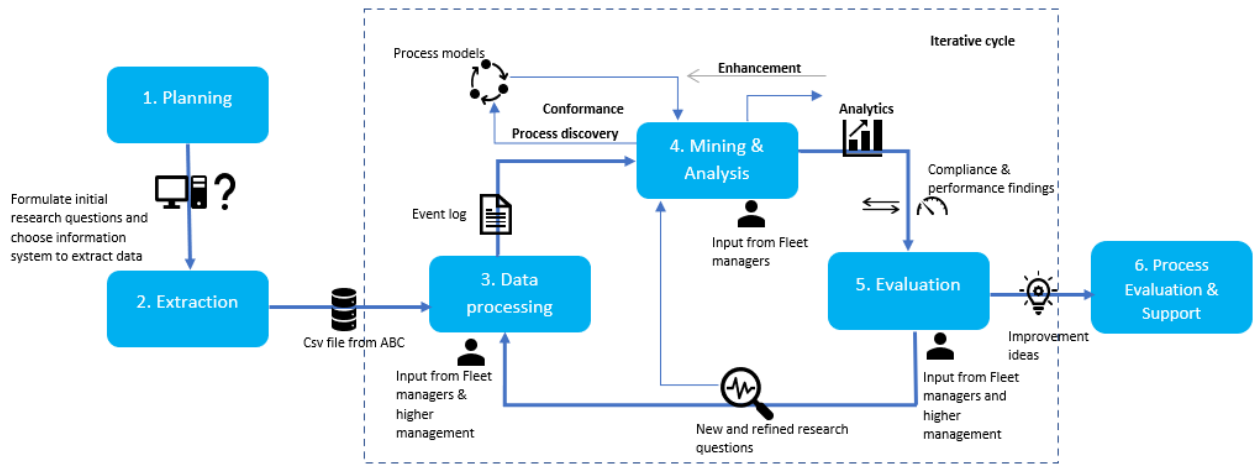 Iterative cycle
Process models
Enhancement
1. Planning
Conformance
Analytics
Process discovery
4. Mining &
Analysis
Compliance &
performance findings
Formulate initial
research questions and
choose information
system to extract data
Event log
Input from Fleet
managers
2. Extraction
3. Data
processing
5. Evaluation
6. Process
Evaluation &
Support
Csv file from ABC
Improvement
ideas
Input from Fleet
managers &
higher
management
Input from Fleet
managers and
higher
management
New and refined research
questions